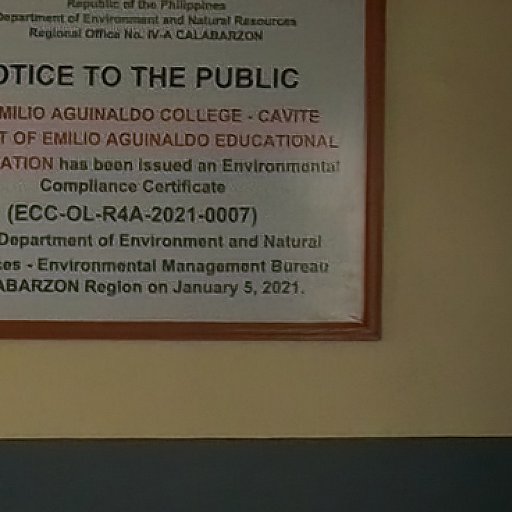 Republic of the Philippines
Department of Environment and Natural Resources
Regional Office No. IV-A CALABARZON
OTICE TO THE PUBLIC
MILIO AGUINALDO COLLEGE - CAVITE
T OF EMILIO AGUINALDO EDUCATIONAL
ATION has been issued an Environmental
Compliance Certificate
(ECC-OL-R4A-2021-0007)
Department of Environment and Natural
ces - Environmental Management Bureau
ABARZON Region on January 5, 2021.